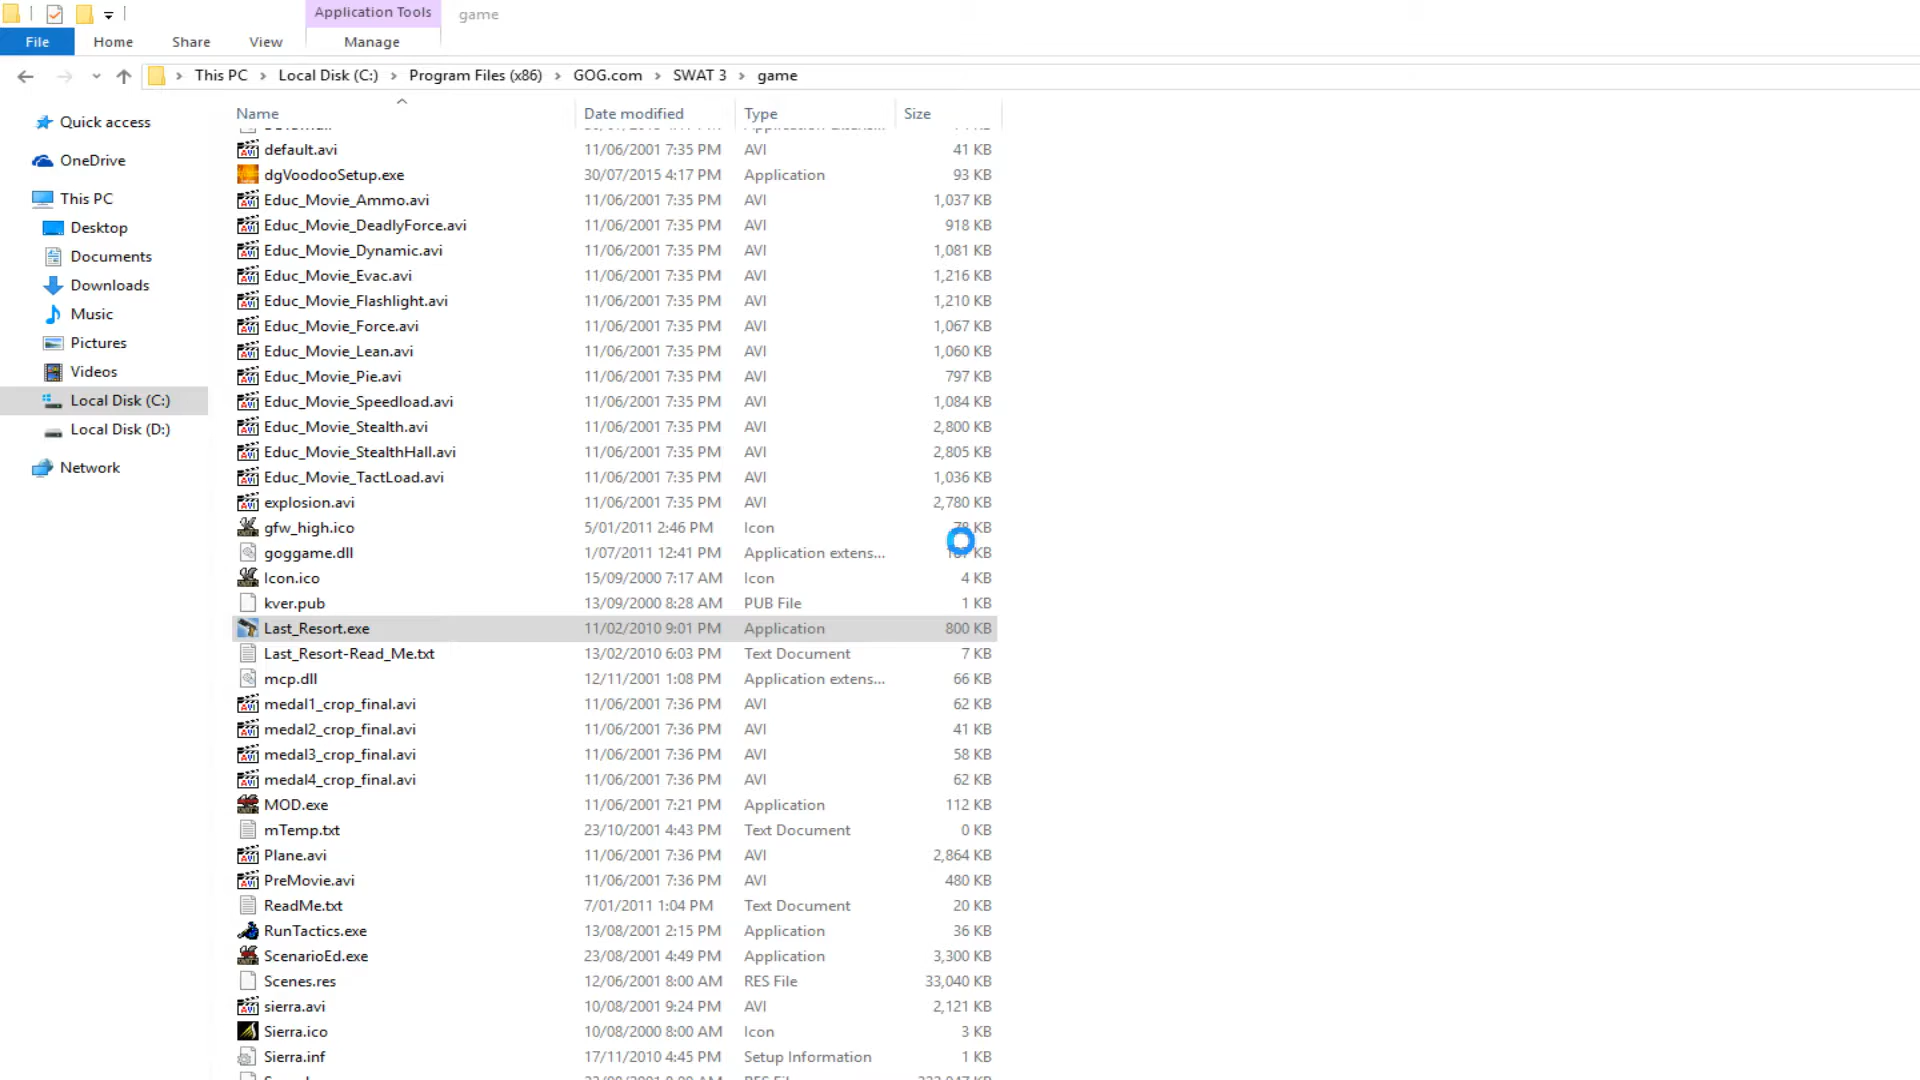 Application Tools
game
File
Home
Share
View
Manage
This PC
Local Disk (C:)
Program Files (x86)
GOG.com
SWAT 3
game
Name
Date modified
Type
Size
Quick access
OneDrive
This PC
Desktop
Documents
Downloads
Music
Pictures
Videos
Local Disk (C:)
Local Disk (D:)
Network
default.avi 11/06/2001 7:35 PM AVI 41 KB
dgVoodooSetup.exe 30/07/2015 4:17 PM Application 93 KB
Educ_Movie_Ammo.avi 11/06/2001 7:35 PM AVI 1,037 KB
Educ_Movie_DeadlyForce.avi 11/06/2001 7:35 PM AVI 918 KB
Educ_Movie_Dynamic.avi 11/06/2001 7:35 PM AVI 1,081 KB
Educ_Movie_Evac.avi 11/06/2001 7:35 PM AVI 1,216 KB
Educ_Movie_Flashlight.avi 11/06/2001 7:35 PM AVI 1,210 KB
Educ_Movie_Force.avi 11/06/2001 7:35 PM AVI 1,067 KB
Educ_Movie_Lean.avi 11/06/2001 7:35 PM AVI 1,060 KB
Educ_Movie_Pie.avi 11/06/2001 7:35 PM AVI 797 KB
Educ_Movie_Speedload.avi 11/06/2001 7:35 PM AVI 1,084 KB
Educ_Movie_Stealth.avi 11/06/2001 7:35 PM AVI 2,800 KB
Educ_Movie_StealthHall.avi 11/06/2001 7:35 PM AVI 2,805 KB
Educ_Movie_TactLoad.avi 11/06/2001 7:35 PM AVI 1,036 KB
explosion.avi 11/06/2001 7:35 PM AVI 2,780 KB
gfw_high.ico 5/01/2011 2:46 PM Icon KB
goggame.dll 1/07/2011 12:41 PM Application extens... KB
Icon.ico 15/09/2000 7:17 AM Icon 4 KB
kver.pub 13/09/2000 8:28 AM PUB File 1 KB
Last_Resort.exe 11/02/2010 9:01 PM Application 800 KB
Last_Resort-Read_Me.txt 13/02/2010 6:03 PM Text Document 7 KB
mcp.dll 12/11/2001 1:08 PM Application extens... 66 KB
medal1_crop_final.avi 11/06/2001 7:36 PM AVI 62 KB
medal2_crop_final.avi 11/06/2001 7:36 PM AVI 41 KB
medal3_crop_final.avi 11/06/2001 7:36 PM AVI 58 KB
medal4_crop_final.avi 11/06/2001 7:36 PM AVI 62 KB
MOD.exe 11/06/2001 7:21 PM Application 112 KB
mTemp.txt 23/10/2001 4:43 PM Text Document 0 KB
Plane.avi 11/06/2001 7:36 PM AVI 2,864 KB
PreMovie.avi 11/06/2001 7:36 PM AVI 480 KB
ReadMe.txt 7/01/2011 1:04 PM Text Document 20 KB
RunTactics.exe 13/08/2001 2:15 PM Application 36 KB
ScenarioEd.exe 23/08/2001 4:49 PM Application 3,300 KB
Scenes.res 12/06/2001 8:00 AM RES File 33,040 KB
sierra.avi 10/08/2001 9:24 PM AVI 2,121 KB
Sierra.ico 10/08/2000 8:00 AM Icon 3 KB
Sierra.inf 17/11/2010 4:45 PM Setup Information 1 KB